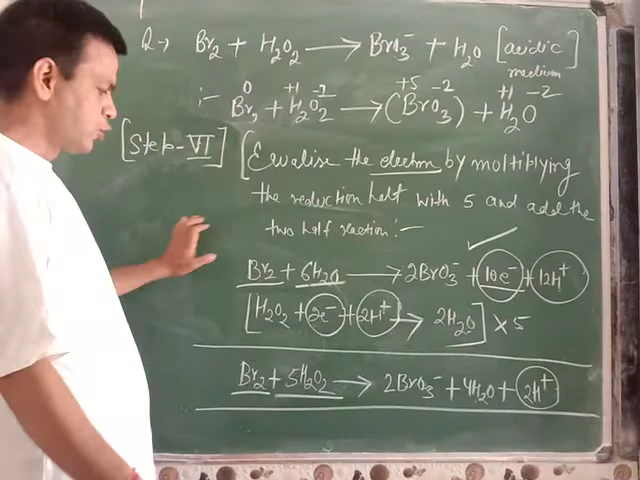 Q→ Br₂ + H₂O₂ ⟶ BrO₃⁻ + H₂O [acidic medium]
0 +1 -1 +5 -2 +1 -2
:- Br₂ + H₂O₂ ⟶ (BrO₃⁻) + H₂O
[Step-VI] [Equalise the electron by multiplying
the reduction half with 5 and add the
two half reaction:-
Br₂ + 6H₂O ⟶ 2BrO₃⁻ + 10e⁻ + 12H⁺
[H₂O₂ + 2e⁻ + 2H⁺ ⟶ 2H₂O] × 5
Br₂ + 5H₂O₂ ⟶ 2BrO₃⁻ + 4H₂O + 2H⁺